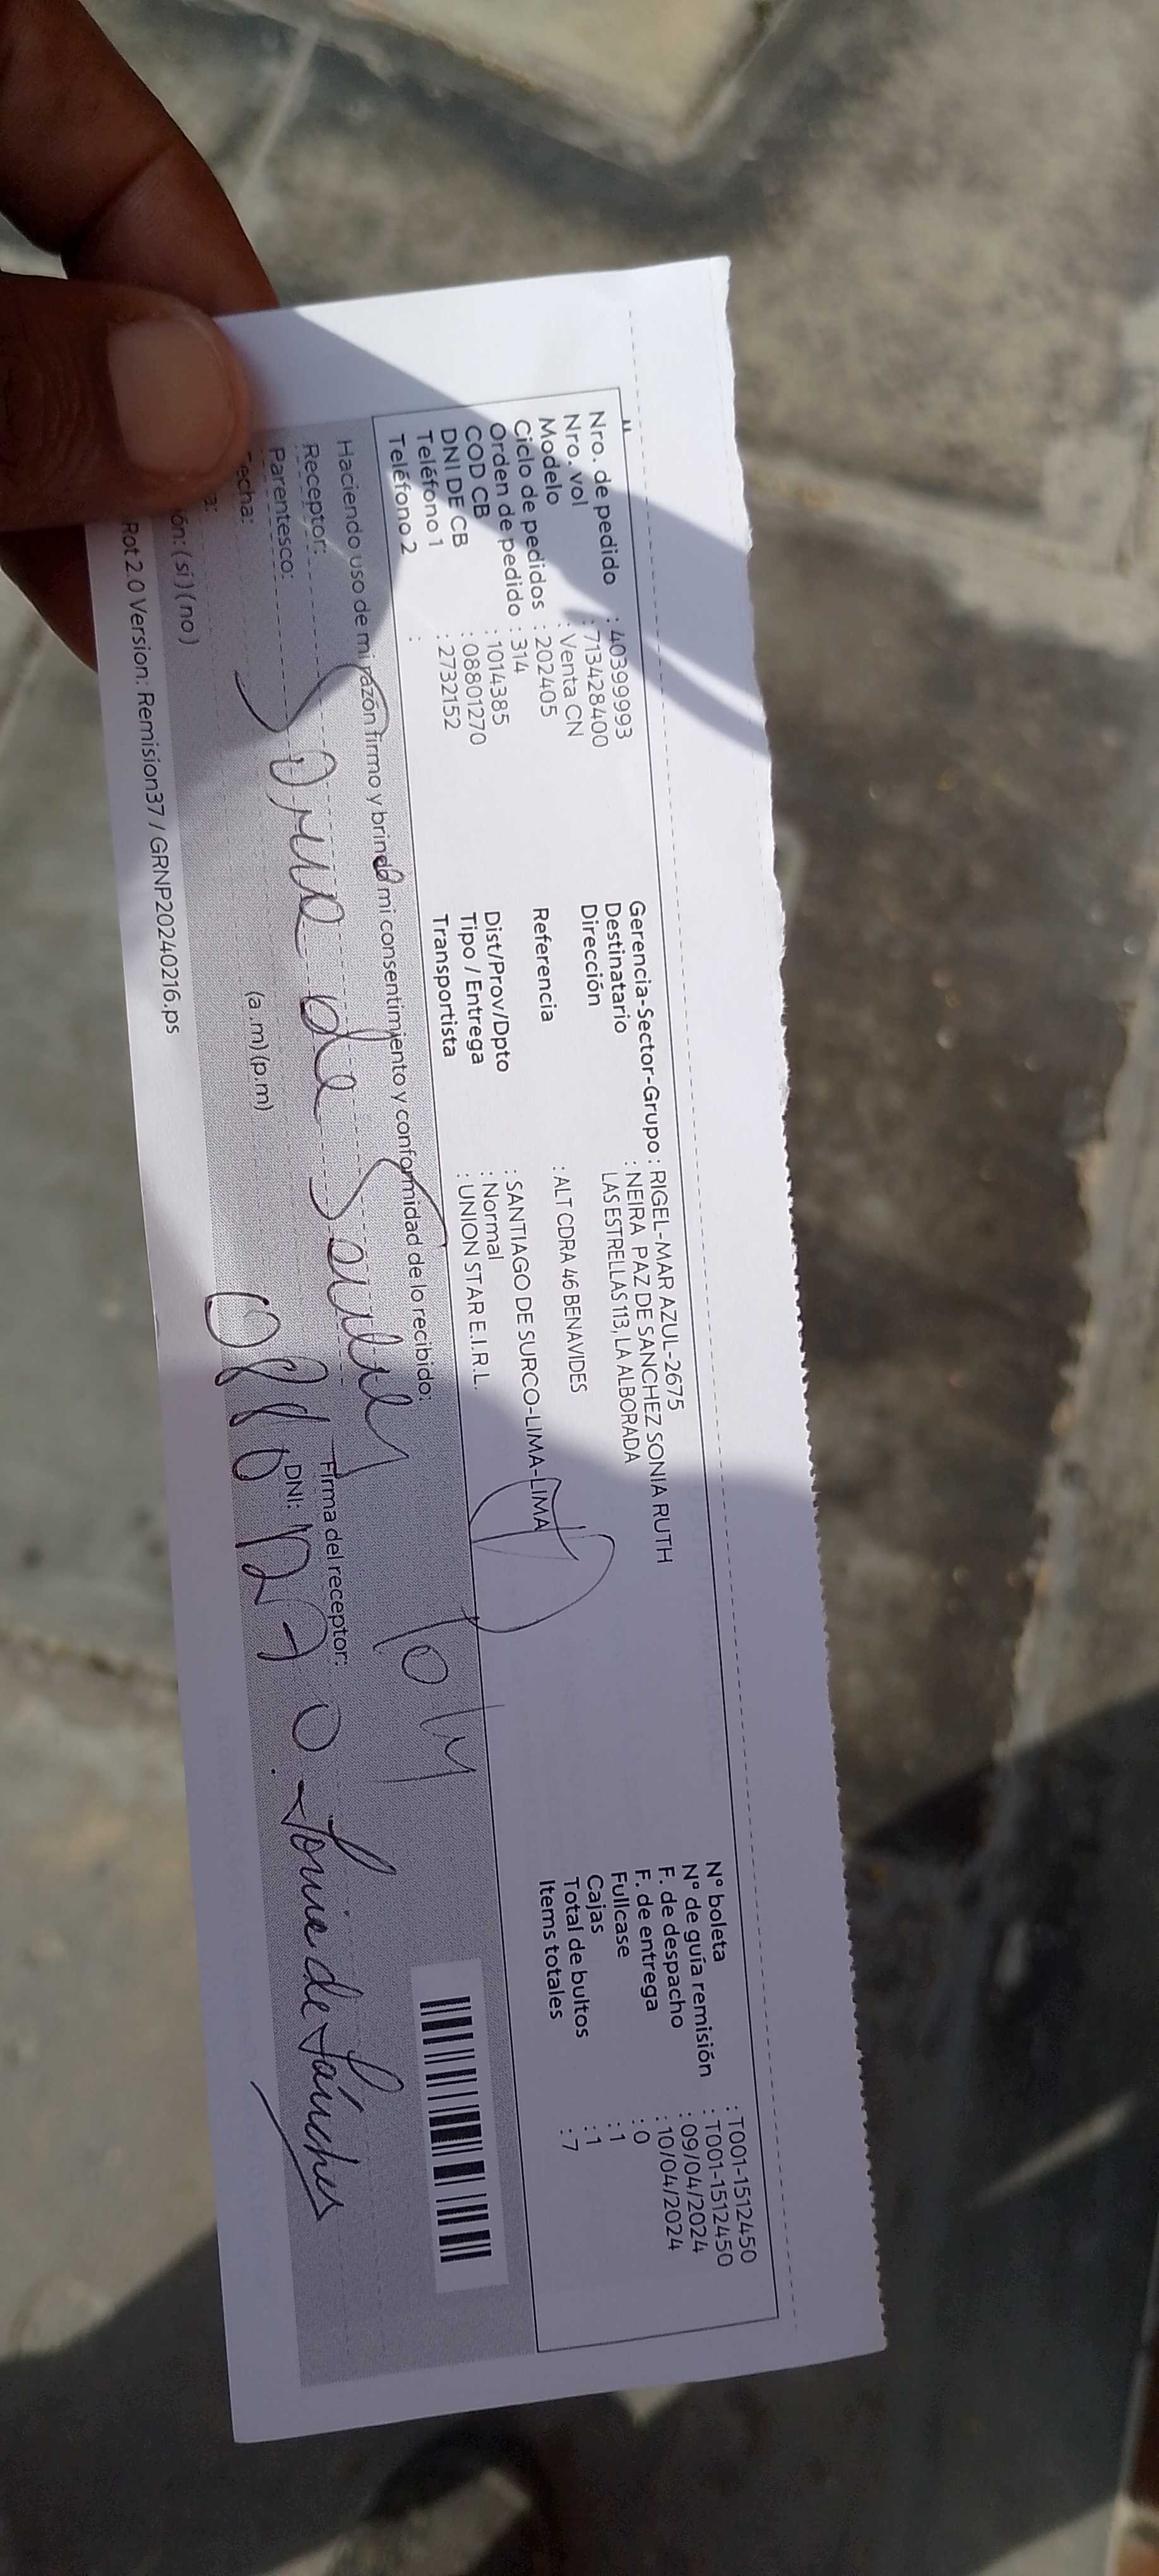 Nro. de pedido : 40399993
Nro. vol : 713428400
Modelo : Venta CN
Ciclo de pedidos : 202405
Orden de pedido : 314
COD CB : 1014385
DNI DE CB : 08801270
Teléfono 1 : 2732152
Teléfono 2 :
Gerencia-Sector-Grupo : RIGEL-MAR AZUL-2675
Destinatario : NEIRA PAZ DE SANCHEZ SONIA RUTH
Dirección LAS ESTRELLAS 113, LA ALBORADA
Referencia : ALT CDRA 46 BENAVIDES
Dist/Prov/Dpto : SANTIAGO DE SURCO-LIMA-LIMA
Tipo / Entrega : Normal
Transportista : UNION STAR E.I.R.L.
N° boleta : T001-1512450
N° de guía remisión : T001-1512450
F. de despacho : 09/04/2024
F. de entrega : 10/04/2024
Fullcase : 0
Cajas : 1
Total de bultos : 1
Items totales : 7
Haciendo uso de mi razón firmo y brindo mi consentimiento y conformidad de lo recibido:
Receptor:
Parentesco:
echa:
(a.m)(p.m)
a:
ón: (si) (no)
Firma del receptor:
DNI:
Sonia de Sánchez
Rot 2.0 Version: Remision37 / GRNP20240216.ps